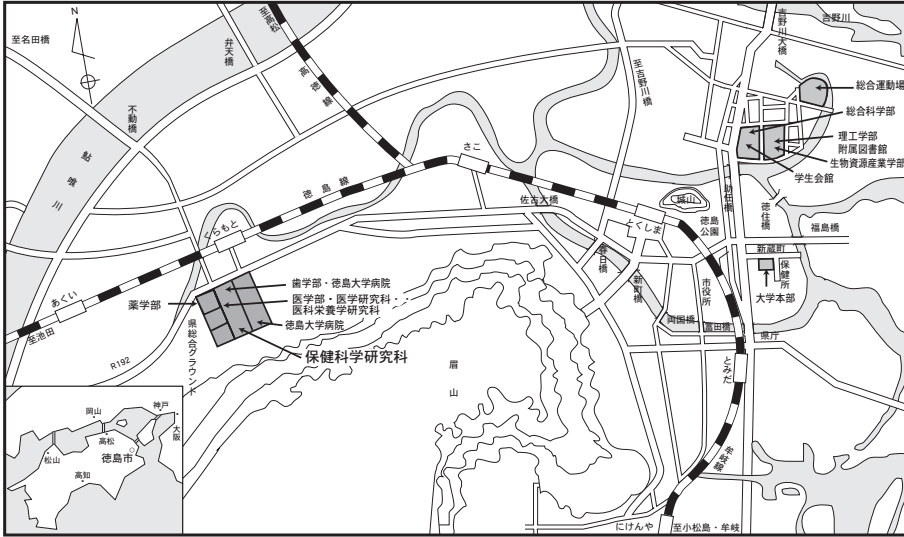 N
至名田橋
弁天橋
至高松
高徳線
不動橋
鮎喰川
至吉野川橋
吉野川大橋
吉野川
総合運動場
総合科学部
理工学部
附属図書館
生物資源産業学部
学生会館
さこ
徳島線
佐古大橋
城山
とくしま
徳島
公園
助任橋
徳住橋
福島橋
新蔵町
保健所
大学本部
くらもと
春日橋
新町橋
市役所
両国橋
富田橋
県庁
あくい
至池田
薬学部
歯学部・徳島大学病院
医学部・医学研究科・
医科栄養学研究科
徳島大学病院
保健科学研究科
県総合グラウンド
R192
眉山
とみだ
牟岐線
にけんや
至小松島・牟岐
岡山
神戸
大阪
高松
松山
徳島市
高知